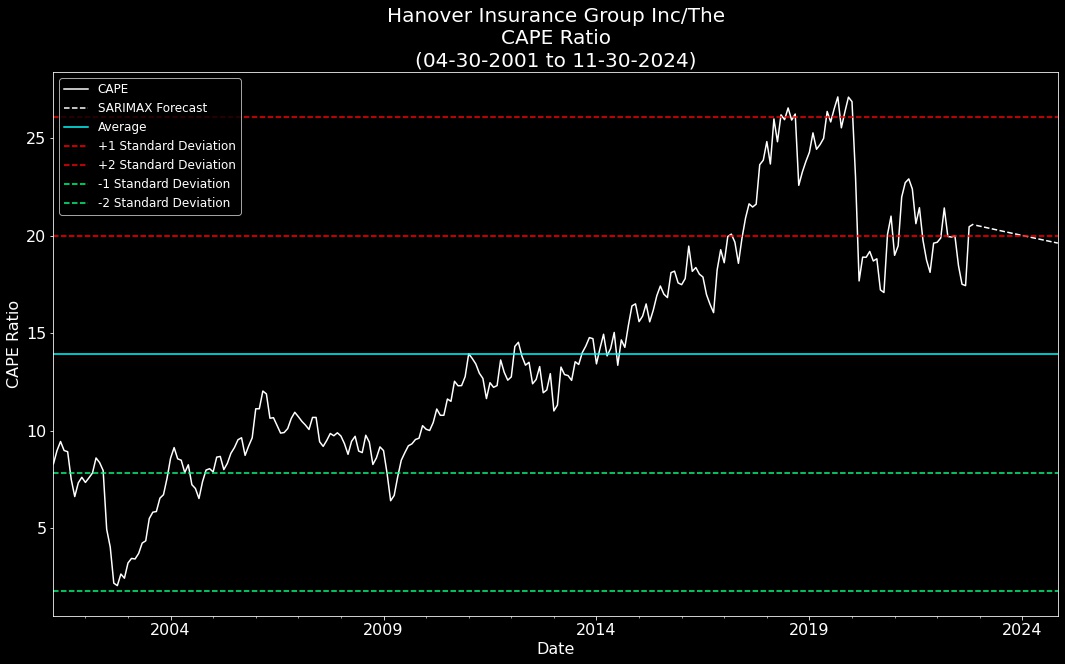 Hanover Insurance Group Inc/The
CAPE Ratio
(04-30-2001 to 11-30-2024)
CAPE
SARIMAX Forecast
Average
+1 Standard Deviation
+2 Standard Deviation
-1 Standard Deviation
-2 Standard Deviation
25
20
15
10
5
CAPE Ratio
2004
2009
2014
2019
2024
Date